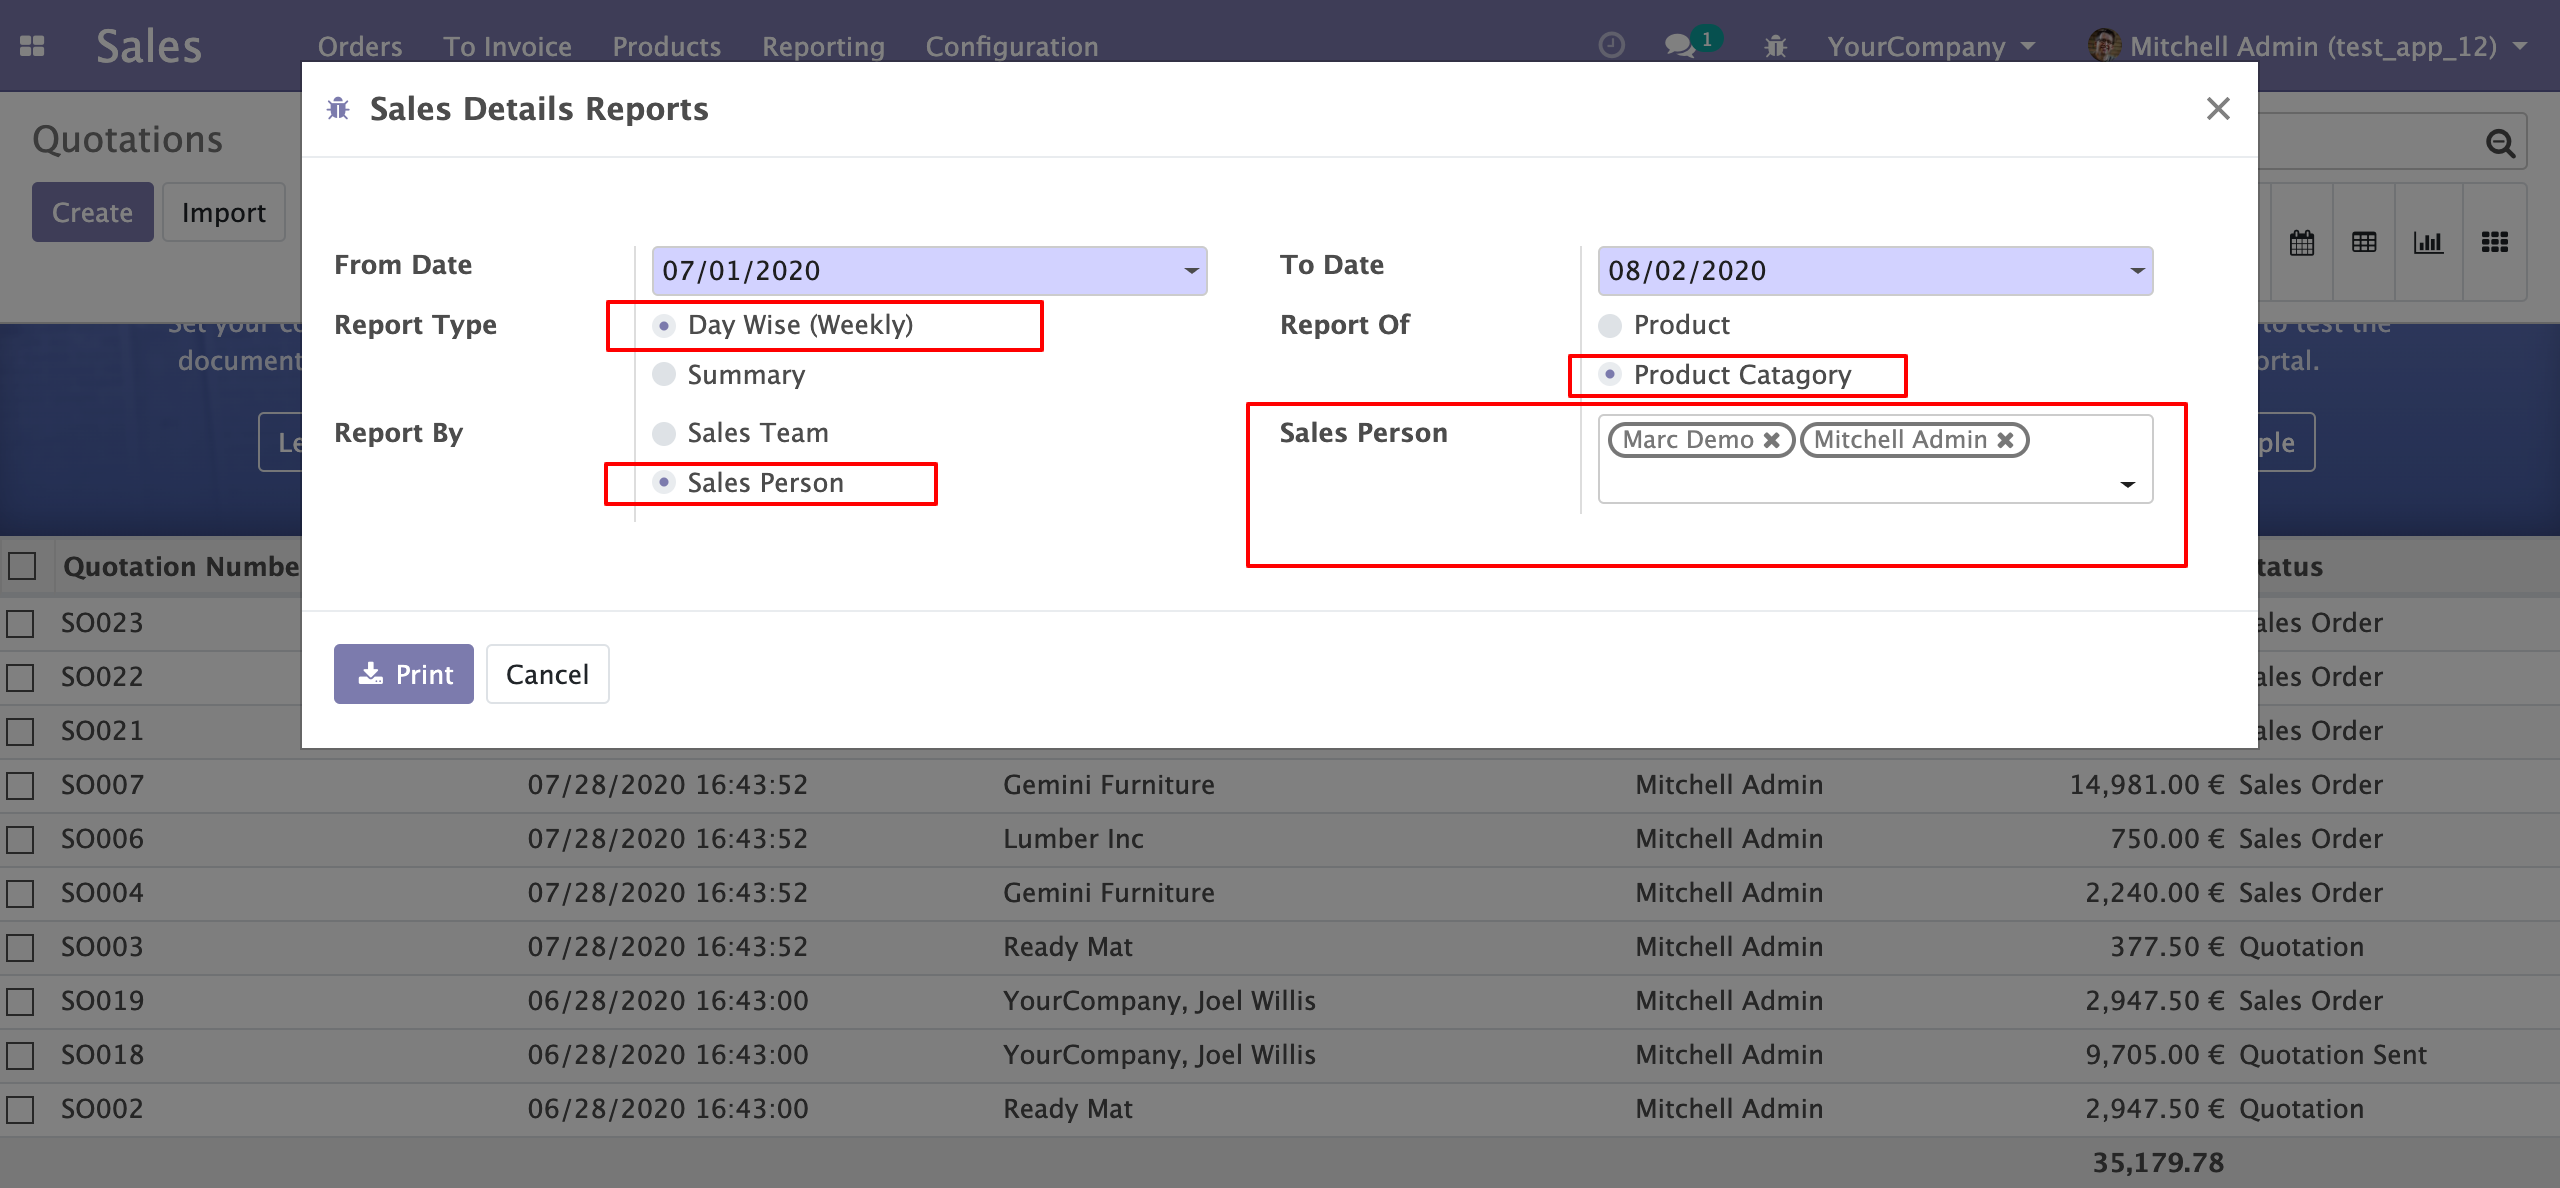 Sales Orders To Invoice Products Reporting Configuration 1 YourCompany Mitchell Admin (test_app_12)
Sales Details Reports
Quotations
Create Import
From Date 07/01/2020 To Date 08/02/2020
Report Type Day Wise (Weekly) Report Of Product
Summary Product Catagory
document ortal.
Report By Sales Team Sales Person Marc Demo Mitchell Admin
Sales Person
Quotation Numbe tatus
SO023 ales Order
SO022 ales Order
Print Cancel
SO021 ales Order
SO007 07/28/2020 16:43:52 Gemini Furniture Mitchell Admin 14,981.00 € Sales Order
SO006 07/28/2020 16:43:52 Lumber Inc Mitchell Admin 750.00 € Sales Order
SO004 07/28/2020 16:43:52 Gemini Furniture Mitchell Admin 2,240.00 € Sales Order
SO003 07/28/2020 16:43:52 Ready Mat Mitchell Admin 377.50 € Quotation
SO019 06/28/2020 16:43:00 YourCompany, Joel Willis Mitchell Admin 2,947.50 € Sales Order
SO018 06/28/2020 16:43:00 YourCompany, Joel Willis Mitchell Admin 9,705.00 € Quotation Sent
SO002 06/28/2020 16:43:00 Ready Mat Mitchell Admin 2,947.50 € Quotation
35,179.78